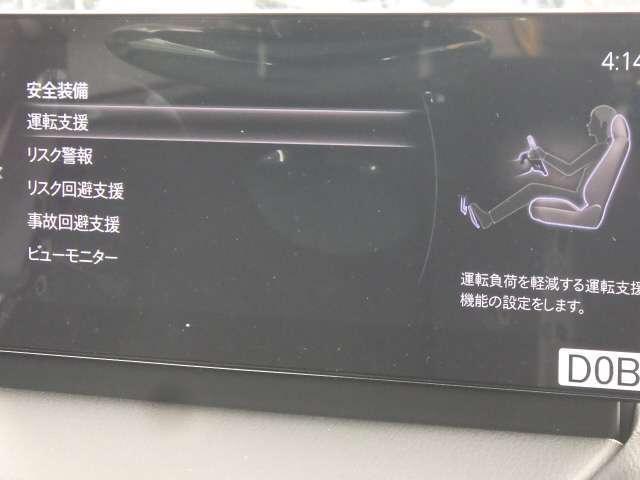 4:14
安全装備
運転支援
リスク警報
リスク回避支援
事故回避支援
ビューモニター
運転負荷を軽減する運転支援
機能の設定をします。
D0B